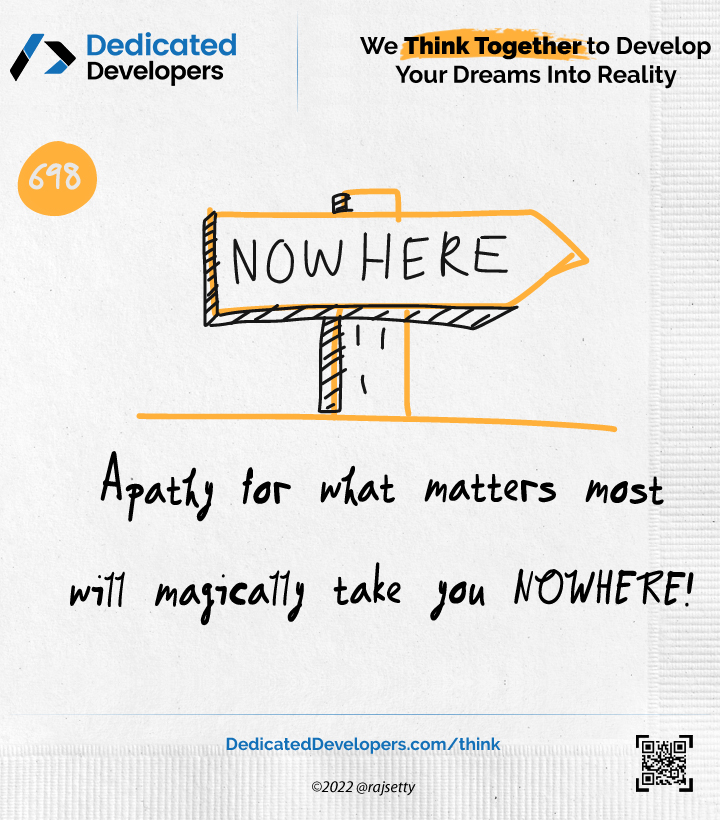 Dedicated
Developers
We Think Together to Develop
Your Dreams Into Reality
698
NOWHERE
Apathy for what matters most
will magically take you NOWHERE!
DedicatedDevelopers.com/think
©2022 @rajsetty